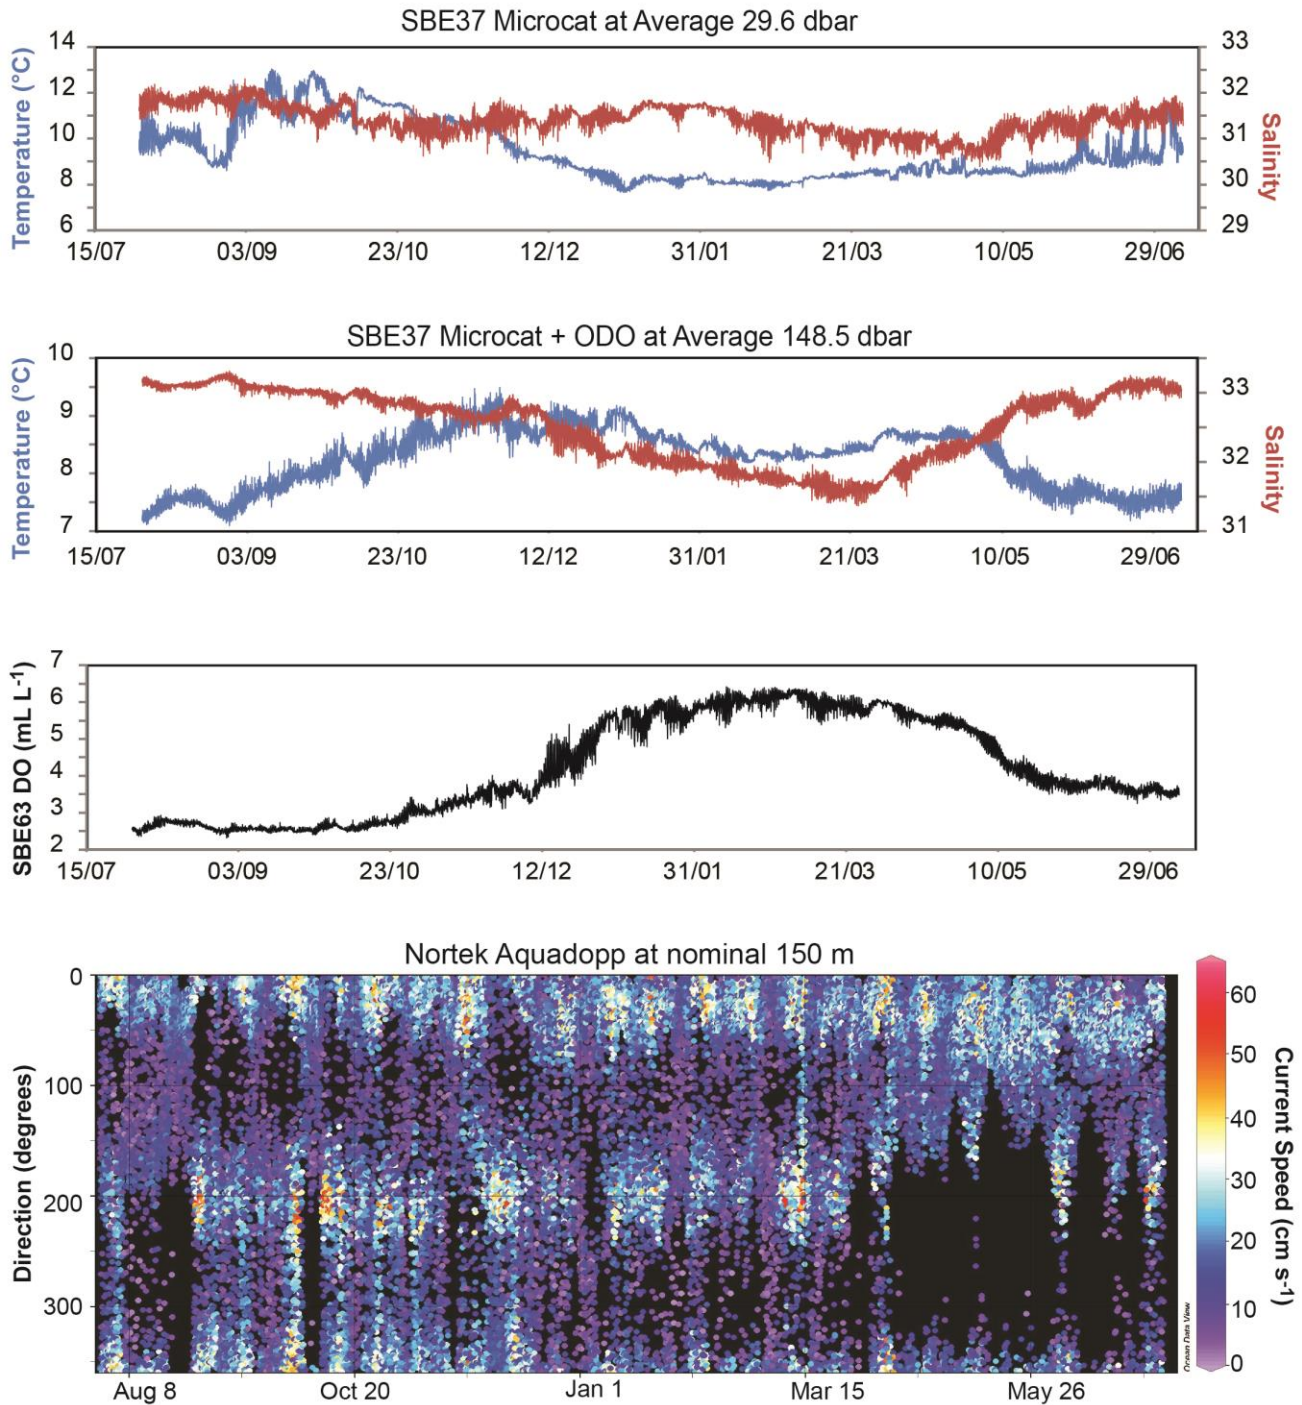 SBE37 Microcat at Average 29.6 dbar
Temperature (°C)
14
12
10
8
6
33
32
31
30
29
Salinity
15/07 03/09 23/10 12/12 31/01 21/03 10/05 29/06
SBE37 Microcat + ODO at Average 148.5 dbar
Temperature (°C)
10
9
8
7
33
32
31
Salinity
15/07 03/09 23/10 12/12 31/01 21/03 10/05 29/06
SBE63 DO (mL L⁻¹)
7
6
5
4
3
2
15/07 03/09 23/10 12/12 31/01 21/03 10/05 29/06
Nortek Aquadopp at nominal 150 m
Direction (degrees)
0
100
200
300
Aug 8 Oct 20 Jan 1 Mar 15 May 26
Ocean Data View
60
50
40
30
20
10
0
Current Speed (cm s⁻¹)